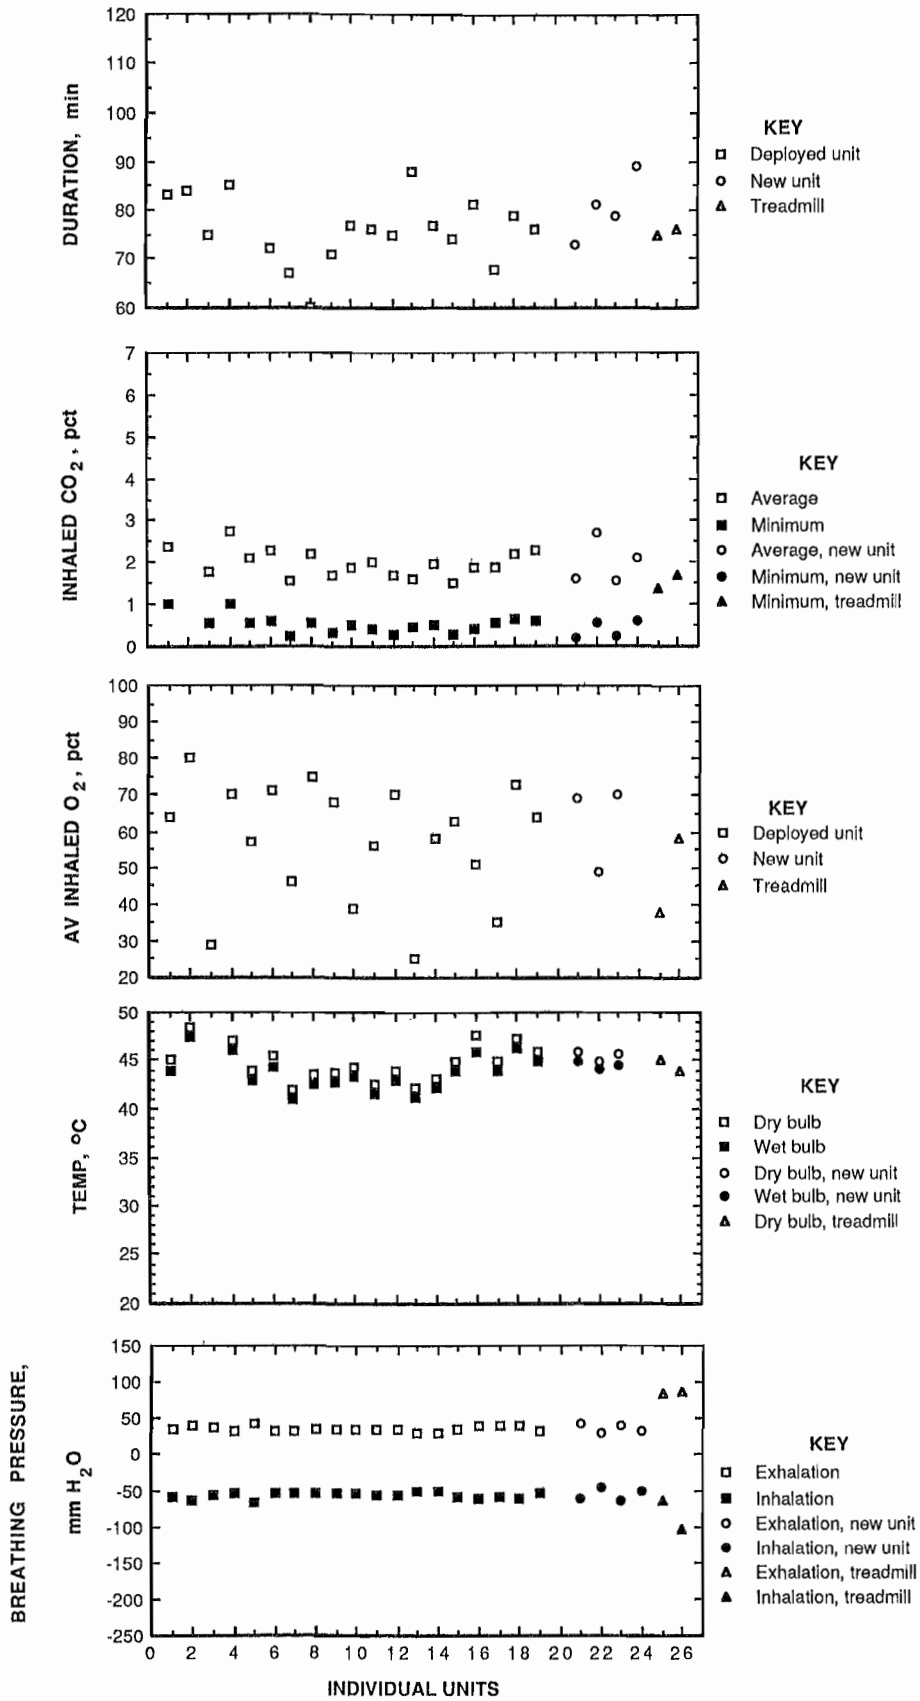 120
110
100
90
80
70
60
DURATION, min
KEY
Deployed unit
New unit
Treadmill
7
6
5
4
3
2
1
0
INHALED CO2, pct
KEY
Average
Minimum
Average, new unit
Minimum, new unit
Minimum, treadmill
100
90
80
70
60
50
40
30
20
AV INHALED O2, pct
KEY
Deployed unit
New unit
Treadmill
50
45
40
35
30
25
20
TEMP, °C
KEY
Dry bulb
Wet bulb
Dry bulb, new unit
Wet bulb, new unit
Dry bulb, treadmill
150
100
50
0
-50
-100
-150
-200
-250
BREATHING PRESSURE,
mm H2O
KEY
Exhalation
Inhalation
Exhalation, new unit
Inhalation, new unit
Exhalation, treadmill
Inhalation, treadmill
0 2 4 6 8 10 12 14 16 18 20 22 24 26
INDIVIDUAL UNITS